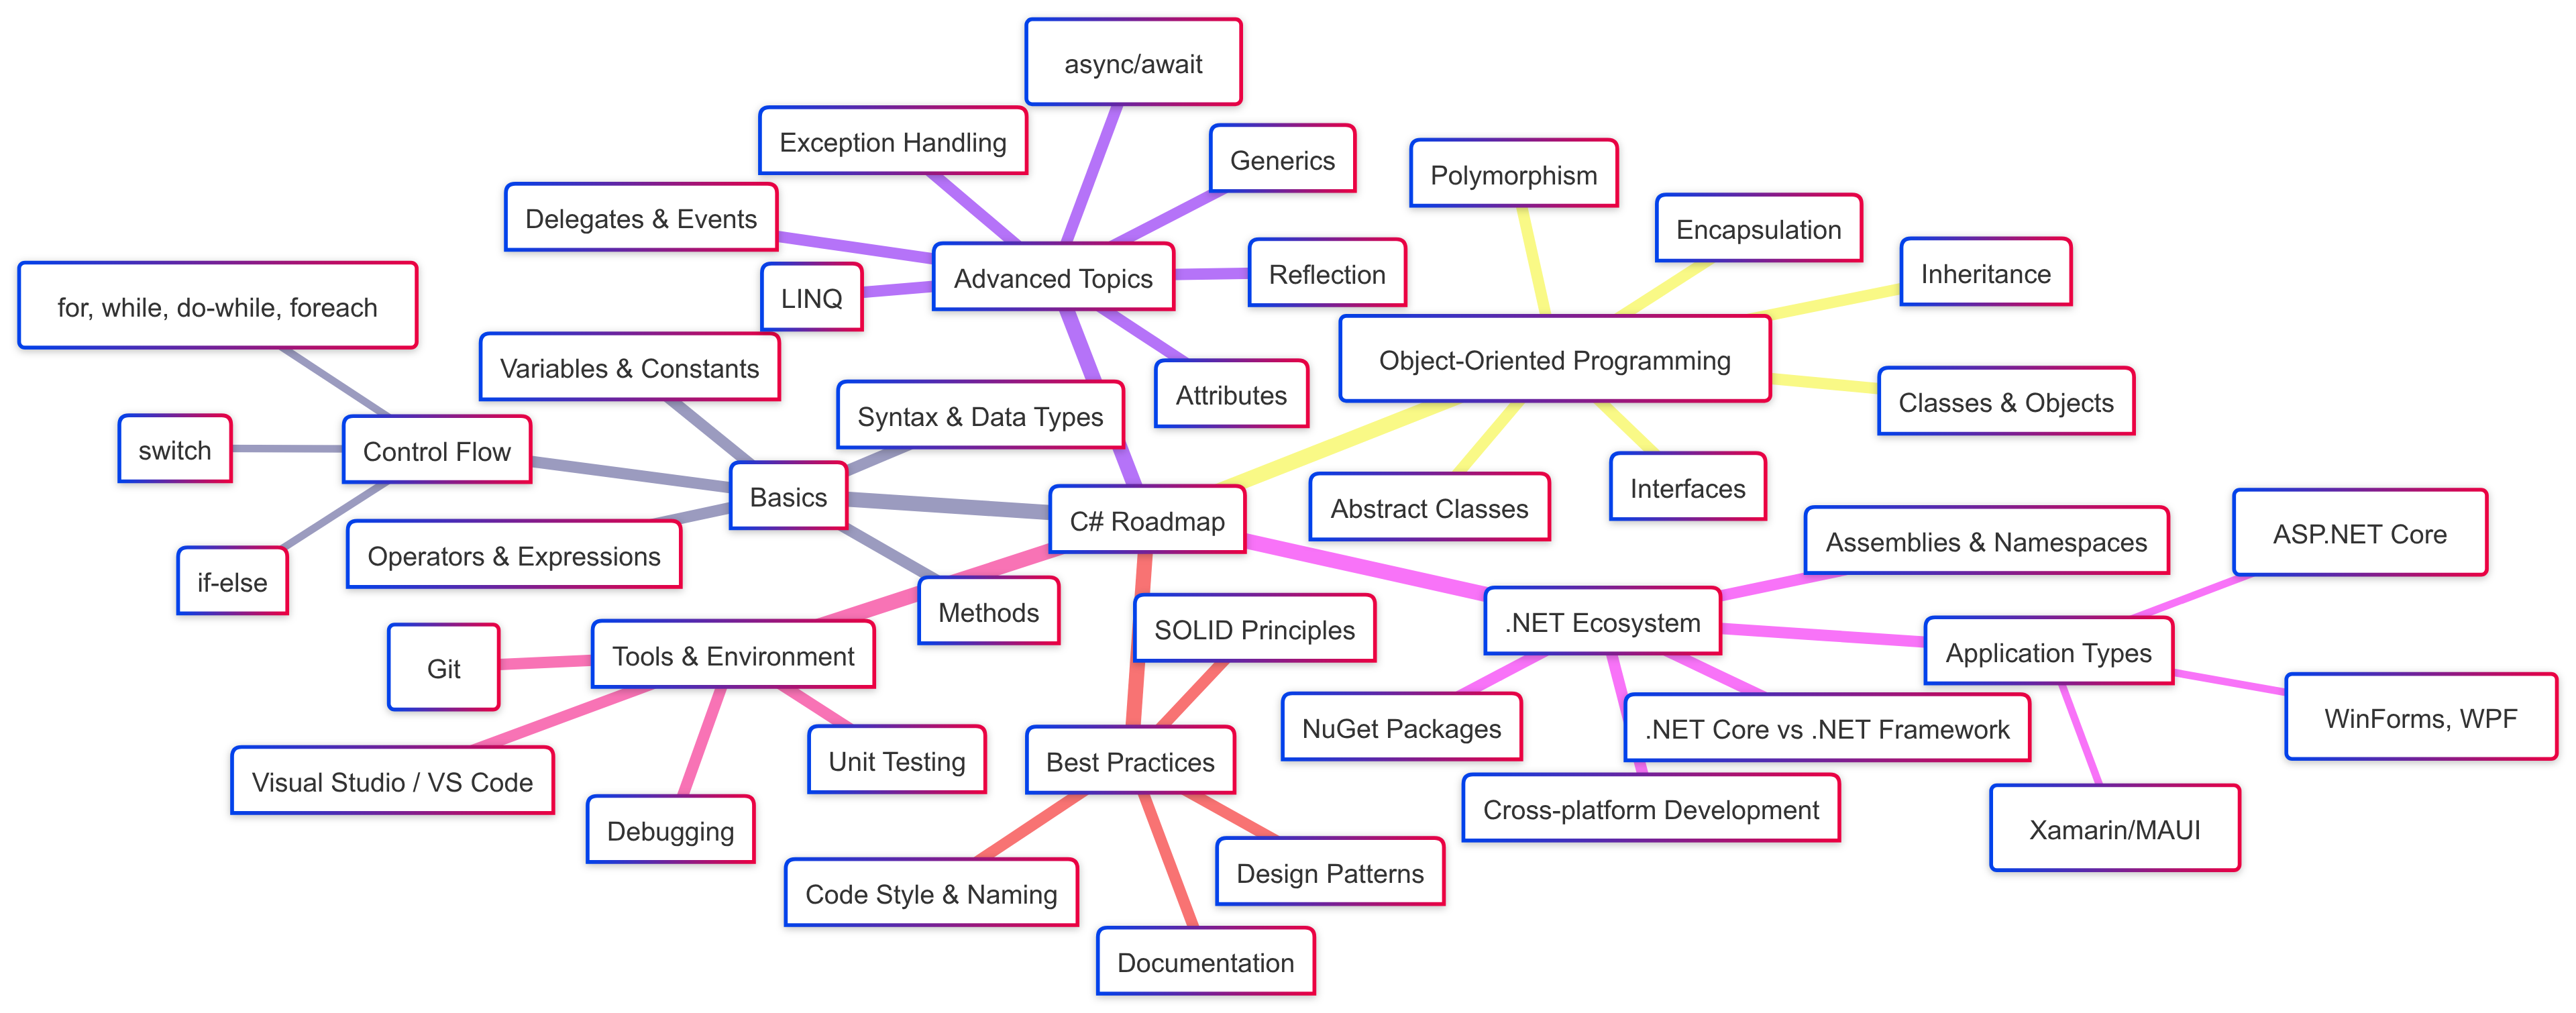 async/await
Exception Handling
Generics
Polymorphism
Delegates & Events
Encapsulation
Advanced Topics
Reflection
Inheritance
LINQ
for, while, do-while, foreach
Variables & Constants
Object-Oriented Programming
Attributes
Classes & Objects
Syntax & Data Types
switch
Control Flow
Basics
Interfaces
Abstract Classes
C# Roadmap
ASP.NET Core
Assemblies & Namespaces
Operators & Expressions
if-else
Methods
SOLID Principles
.NET Ecosystem
Application Types
Git
Tools & Environment
WinForms, WPF
NuGet Packages
.NET Core vs .NET Framework
Unit Testing
Best Practices
Visual Studio / VS Code
Cross-platform Development
Debugging
Xamarin/MAUI
Design Patterns
Code Style & Naming
Documentation